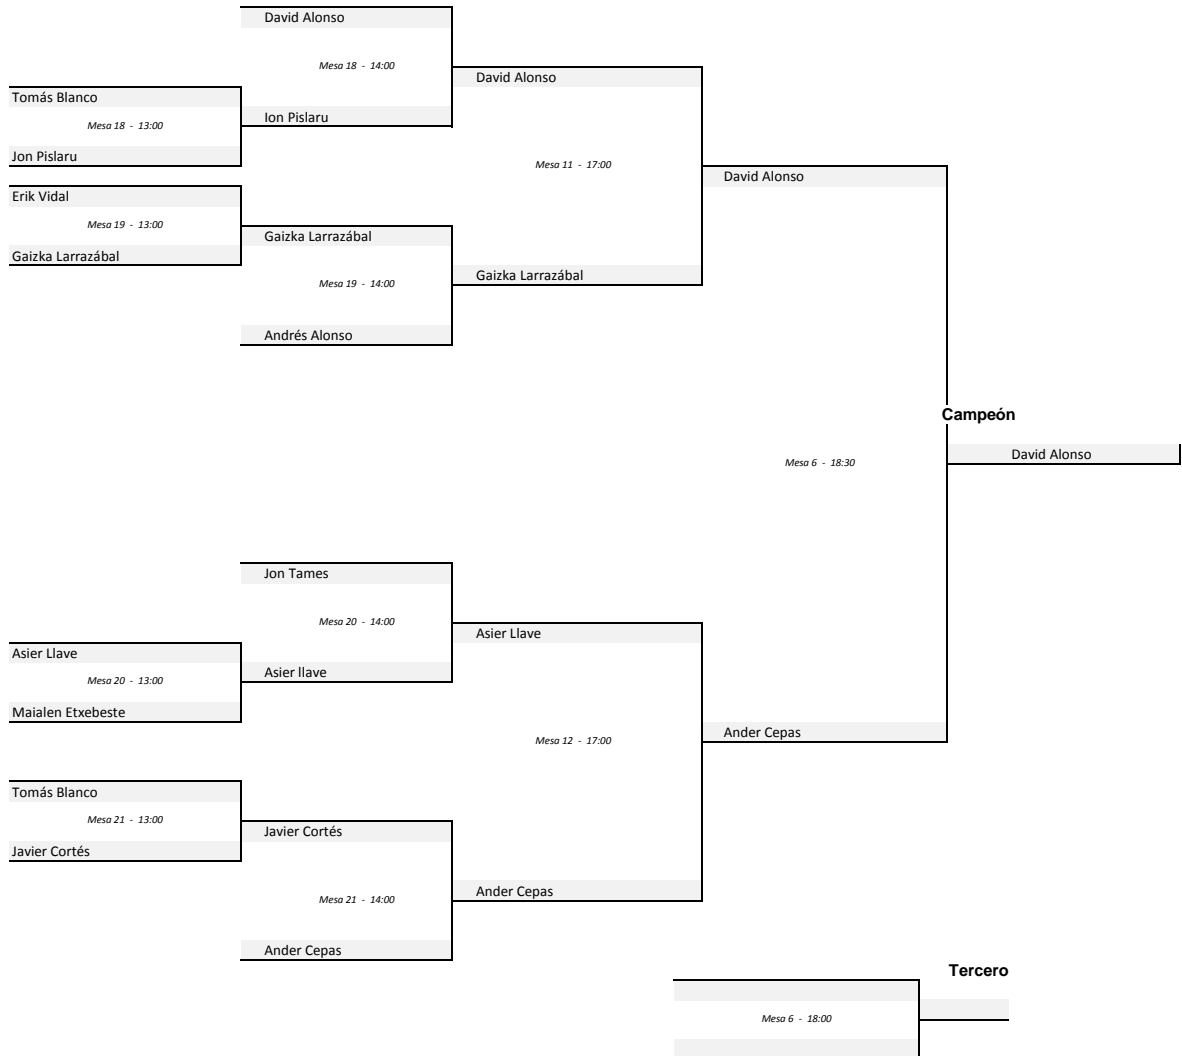 David Alonso
Mesa 18 - 14:00
David Alonso
Tomás Blanco
Mesa 18 - 13:00
Ion Pislaru
Jon Pislaru
Mesa 11 - 17:00
David Alonso
Erik Vidal
Mesa 19 - 13:00
Gaizka Larrazábal
Gaizka Larrazábal
Mesa 19 - 14:00
Gaizka Larrazábal
Andrés Alonso
Campeón
David Alonso
Mesa 6 - 18:30
Jon Tames
Mesa 20 - 14:00
Asier Llave
Asier Llave
Mesa 20 - 13:00
Asier llave
Maialen Etxebeste
Mesa 12 - 17:00
Ander Cepas
Tomás Blanco
Mesa 21 - 13:00
Javier Cortés
Javier Cortés
Mesa 21 - 14:00
Ander Cepas
Ander Cepas
Tercero
Mesa 6 - 18:00